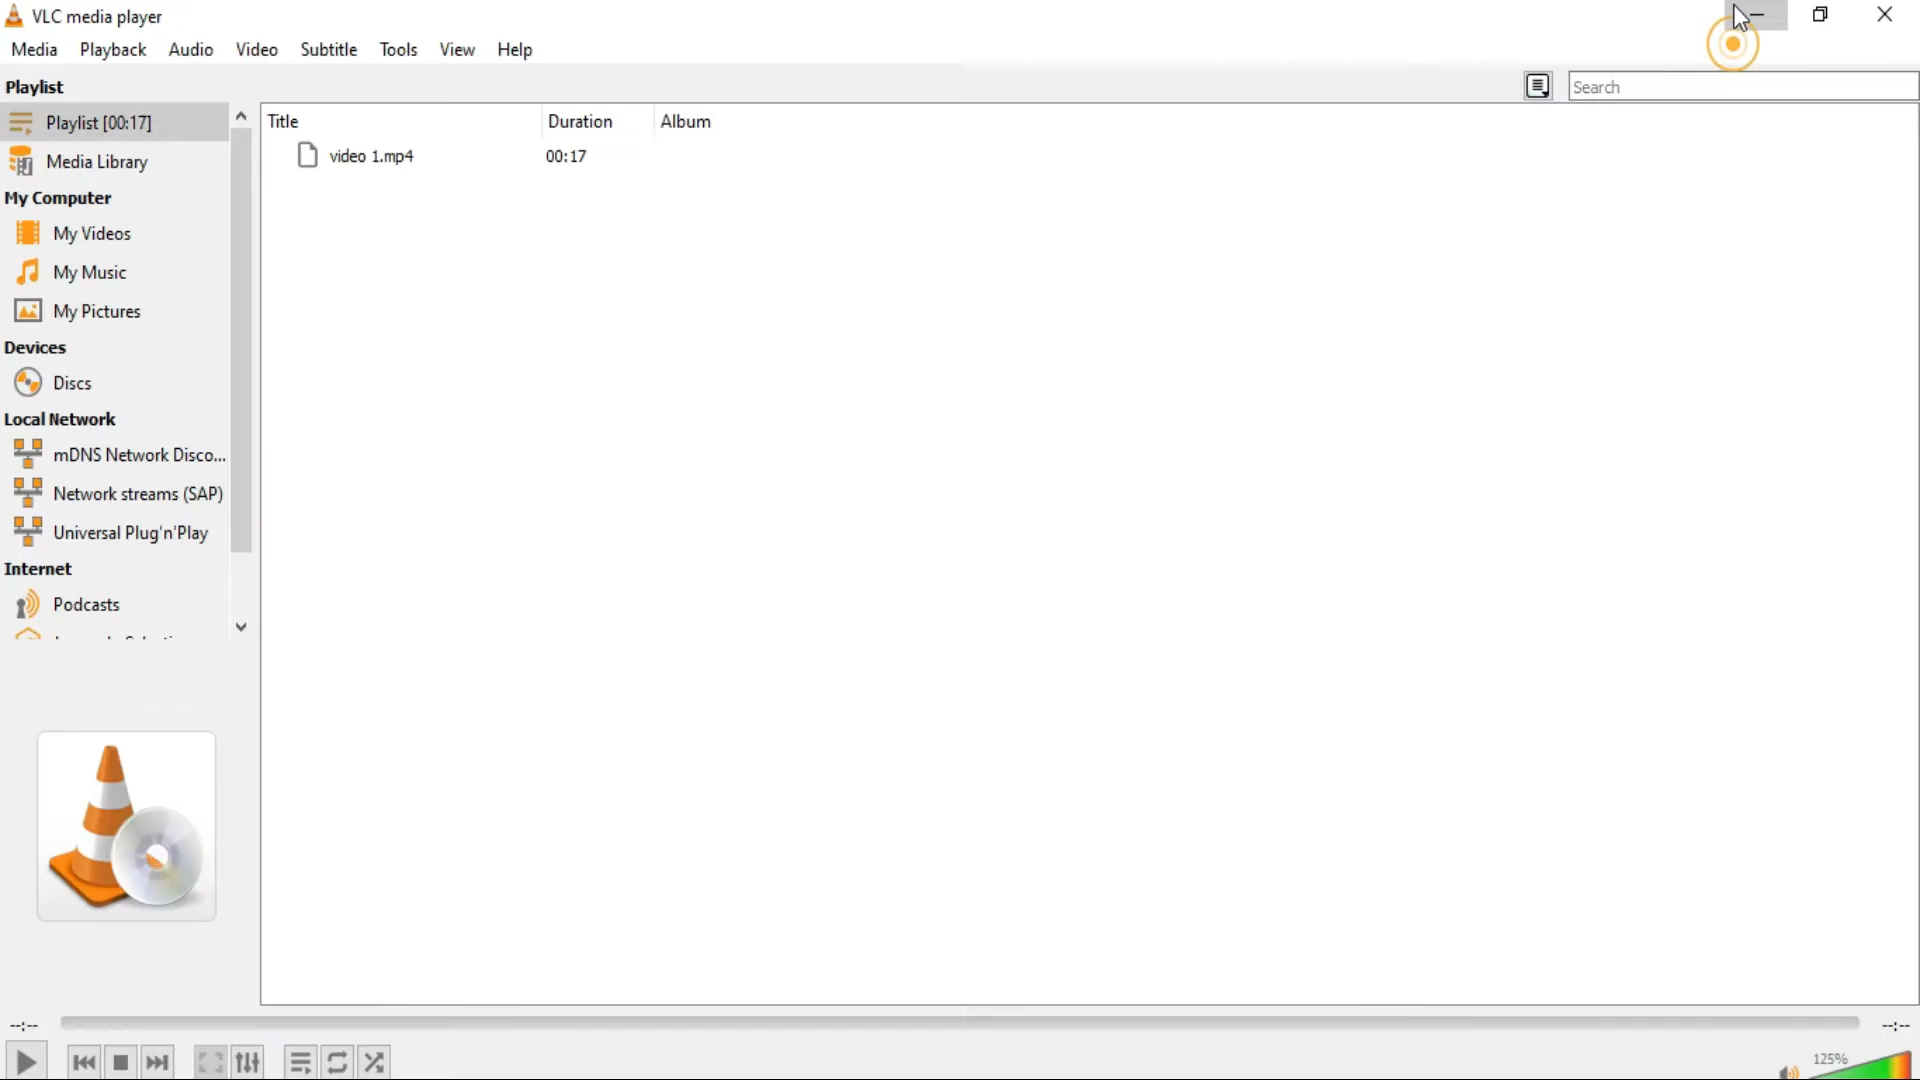 VLC media player
Media Playback Audio Video Subtitle Tools View Help
Playlist
Search
Playlist [00:17]
Media Library
My Computer
My Videos
My Music
My Pictures
Devices
Discs
Local Network
mDNS Network Disco...
Network streams (SAP)
Universal Plug'n'Play
Internet
Podcasts
Title Duration Album
video 1.mp4 00:17
--:-- --:--
125%